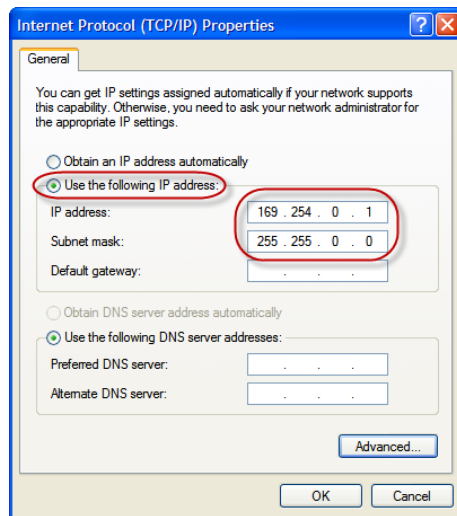 Internet Protocol (TCP/IP) Properties
General
You can get IP settings assigned automatically if your network supports
this capability. Otherwise, you need to ask your network administrator for
the appropriate IP settings.
Obtain an IP address automatically
Use the following IP address:
IP address: 169 . 254 . 0 . 1
Subnet mask: 255 . 255 . 0 . 0
Default gateway: . . .
Obtain DNS server address automatically
Use the following DNS server addresses:
Preferred DNS server: . . .
Alternate DNS server: . . .
Advanced...
OK Cancel